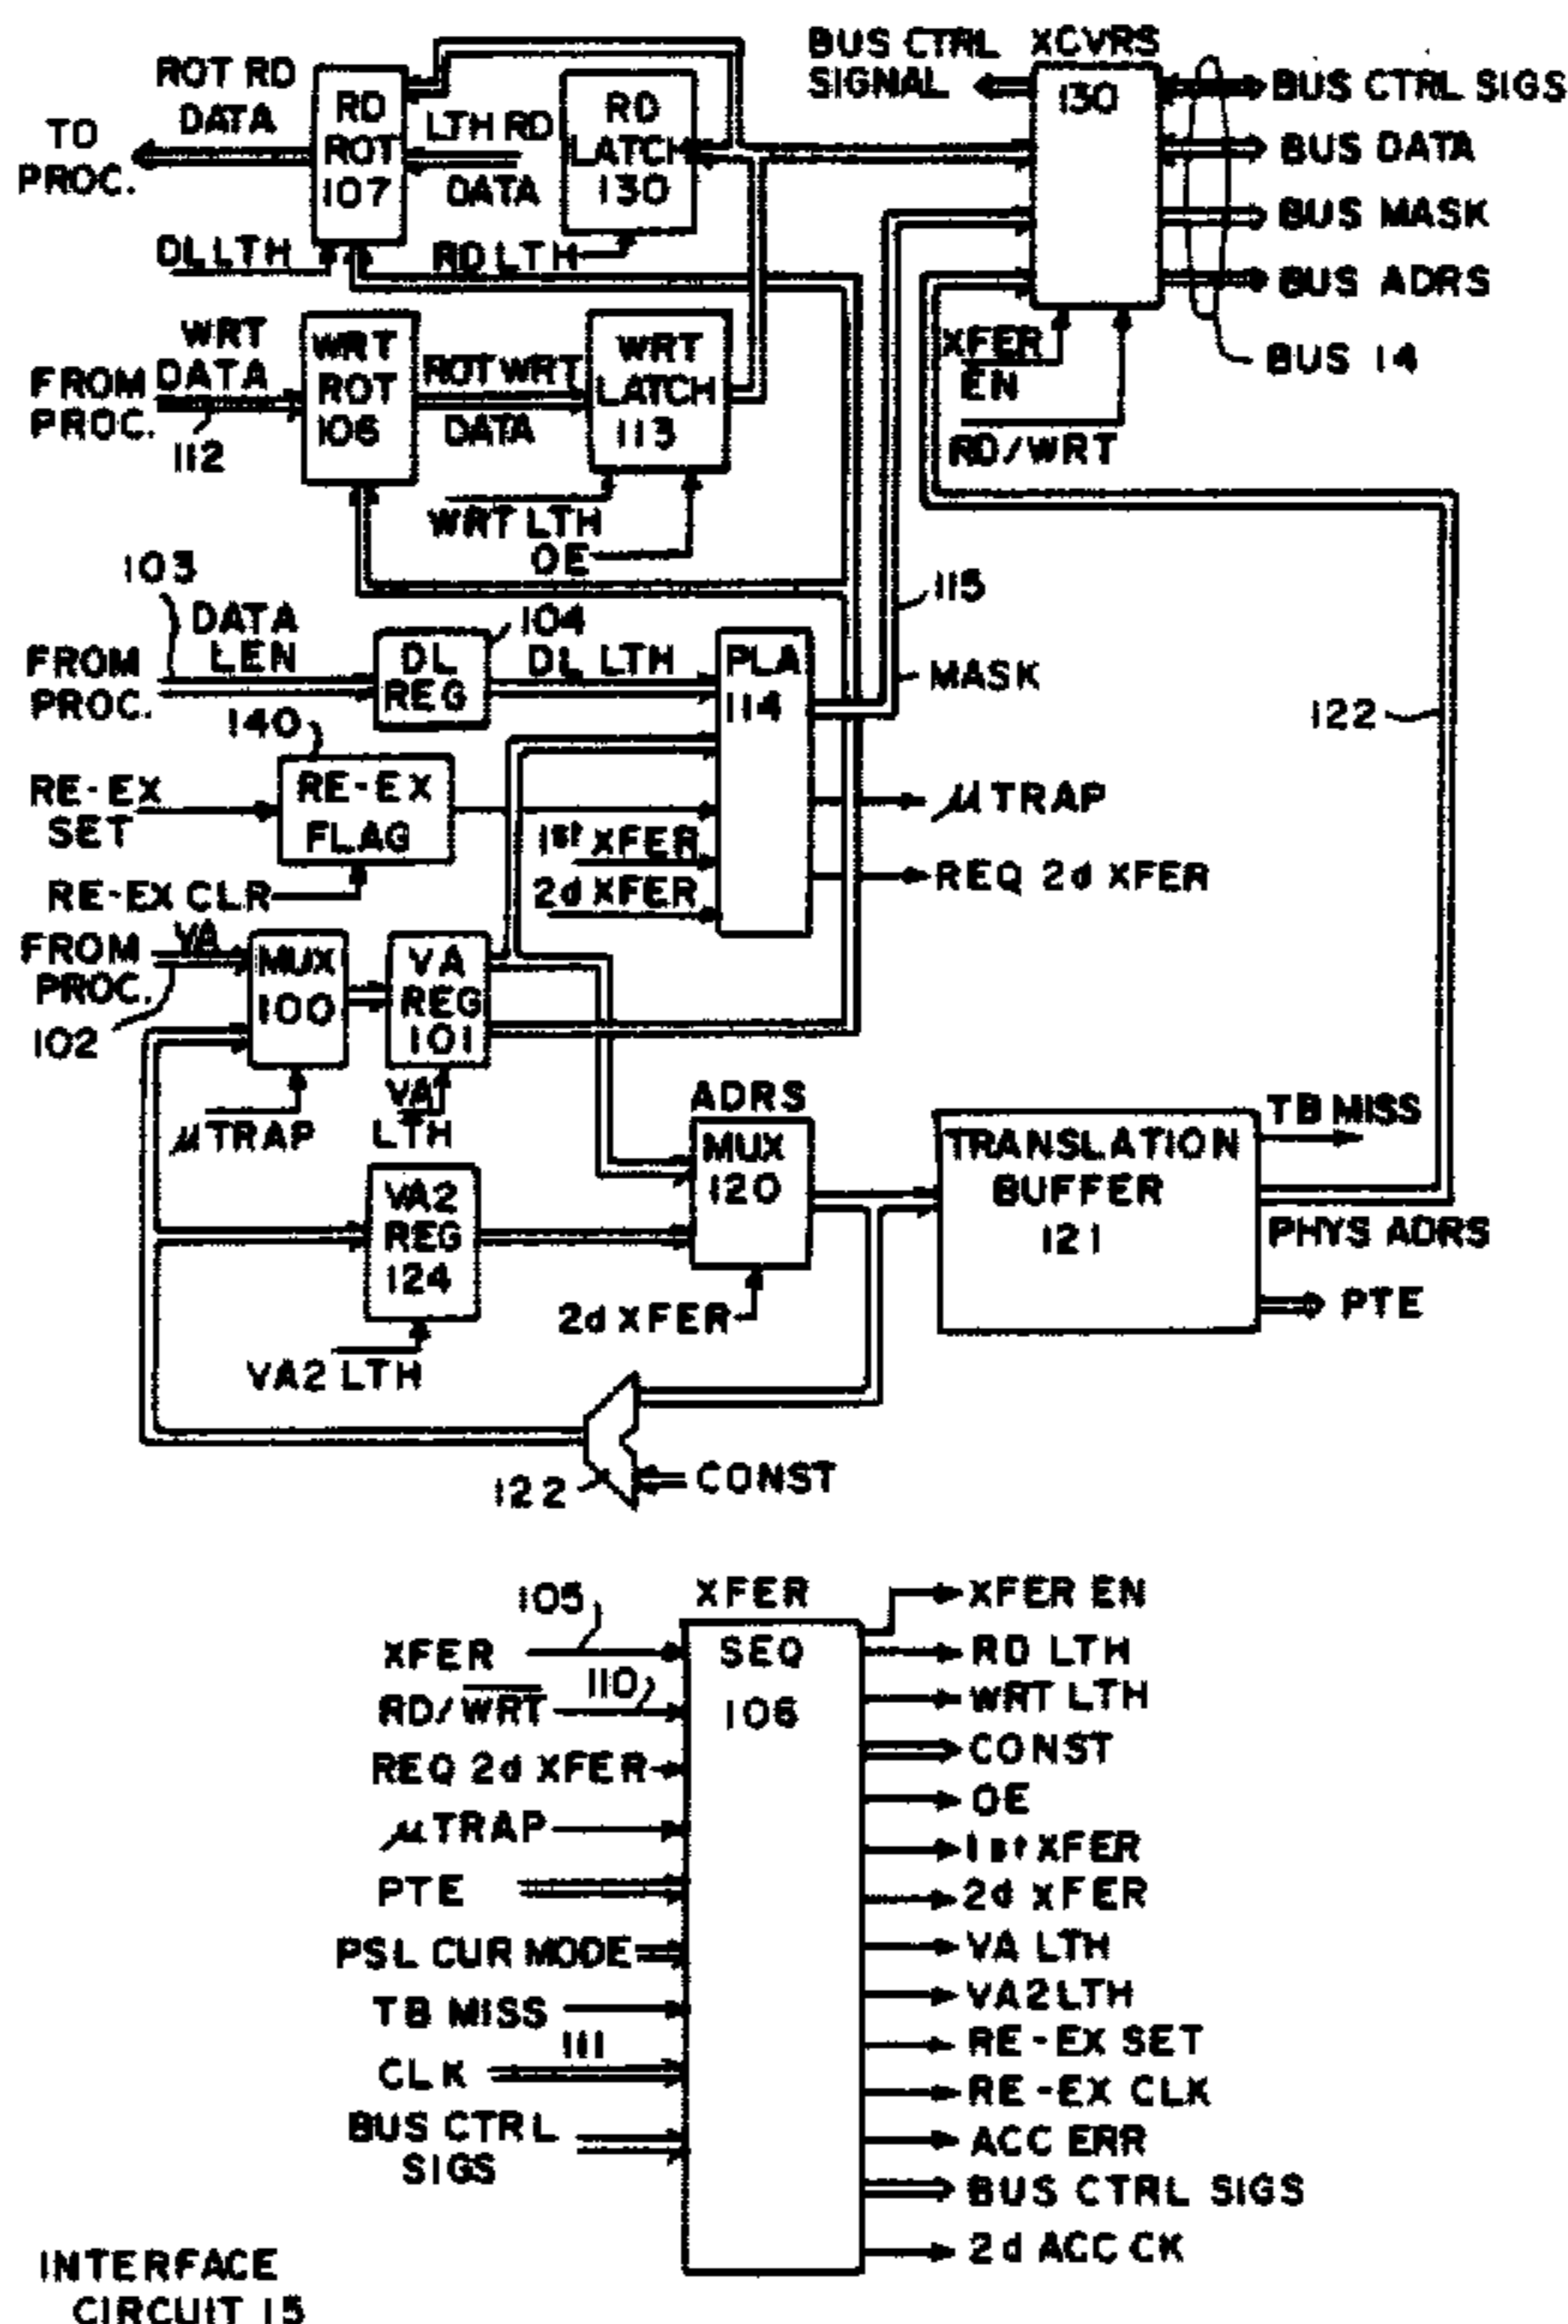 BUS CTRL XCVRS
SIGNAL
130
BUS CTRL SIGS
BUS DATA
BUS MASK
BUS ADRS
BUS 14
XFER
EN
RD/WRT
ROT RD
DATA
TO
PROC.
RD
ROT
107
LTH RD
DATA
RD
LATCH
130
DL LTH
RD LTH
WRT
DATA
FROM
PROC.
112
WRT
ROT
106
ROT WRT
DATA
WRT
LATCH
113
WRT LTH
OE
103
DATA
LEN
FROM
PROC.
DL
REG
104
DL LTH
PLA
114
115
MASK
122
140
RE-EX
SET
RE-EX
FLAG
RE-EX CLR
1st XFER
2d XFER
μTRAP
REQ 2d XFER
VA
FROM
PROC.
102
MUX
100
VA
REG
101
μTRAP
VA
LTH
ADRS
MUX
120
TRANSLATION
BUFFER
121
TB MISS
PHYS ADRS
PTE
VA2
REG
124
2d XFER
VA2 LTH
122
CONST
XFER
SEQ
106
105
XFER
110
RD/WRT
REQ 2d XFER
μTRAP
PTE
PSL CUR MODE
TB MISS
111
CLK
BUS CTRL
SIGS
XFER EN
RD LTH
WRT LTH
CONST
OE
1st XFER
2d XFER
VA LTH
VA2LTH
RE-EX SET
RE-EX CLK
ACC ERR
BUS CTRL SIGS
2d ACC CK
INTERFACE
CIRCUIT 15